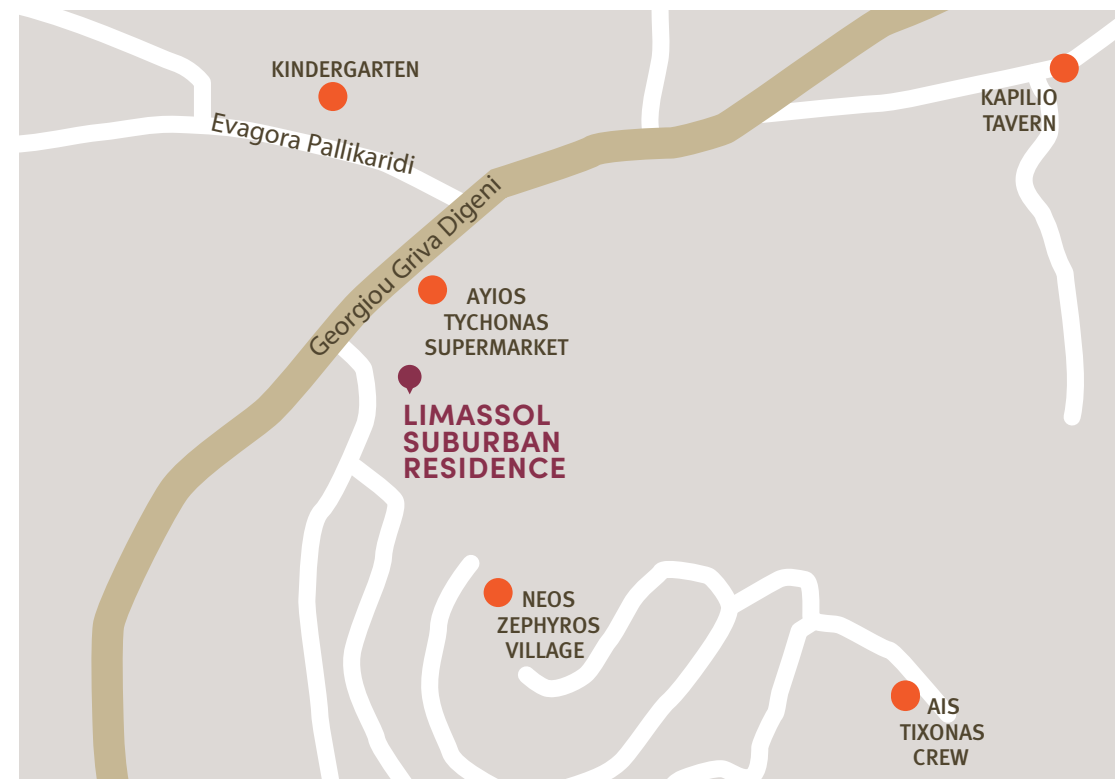 KINDERGARTEN
KAPILIO
TAVERN
Evagora Pallikaridi
Georgiou Griva Digeni
AYIOS
TYCHONAS
SUPERMARKET
LIMASSOL
SUBURBAN
RESIDENCE
NEOS
ZEPHYROS
VILLAGE
AIS
TIXONAS
CREW